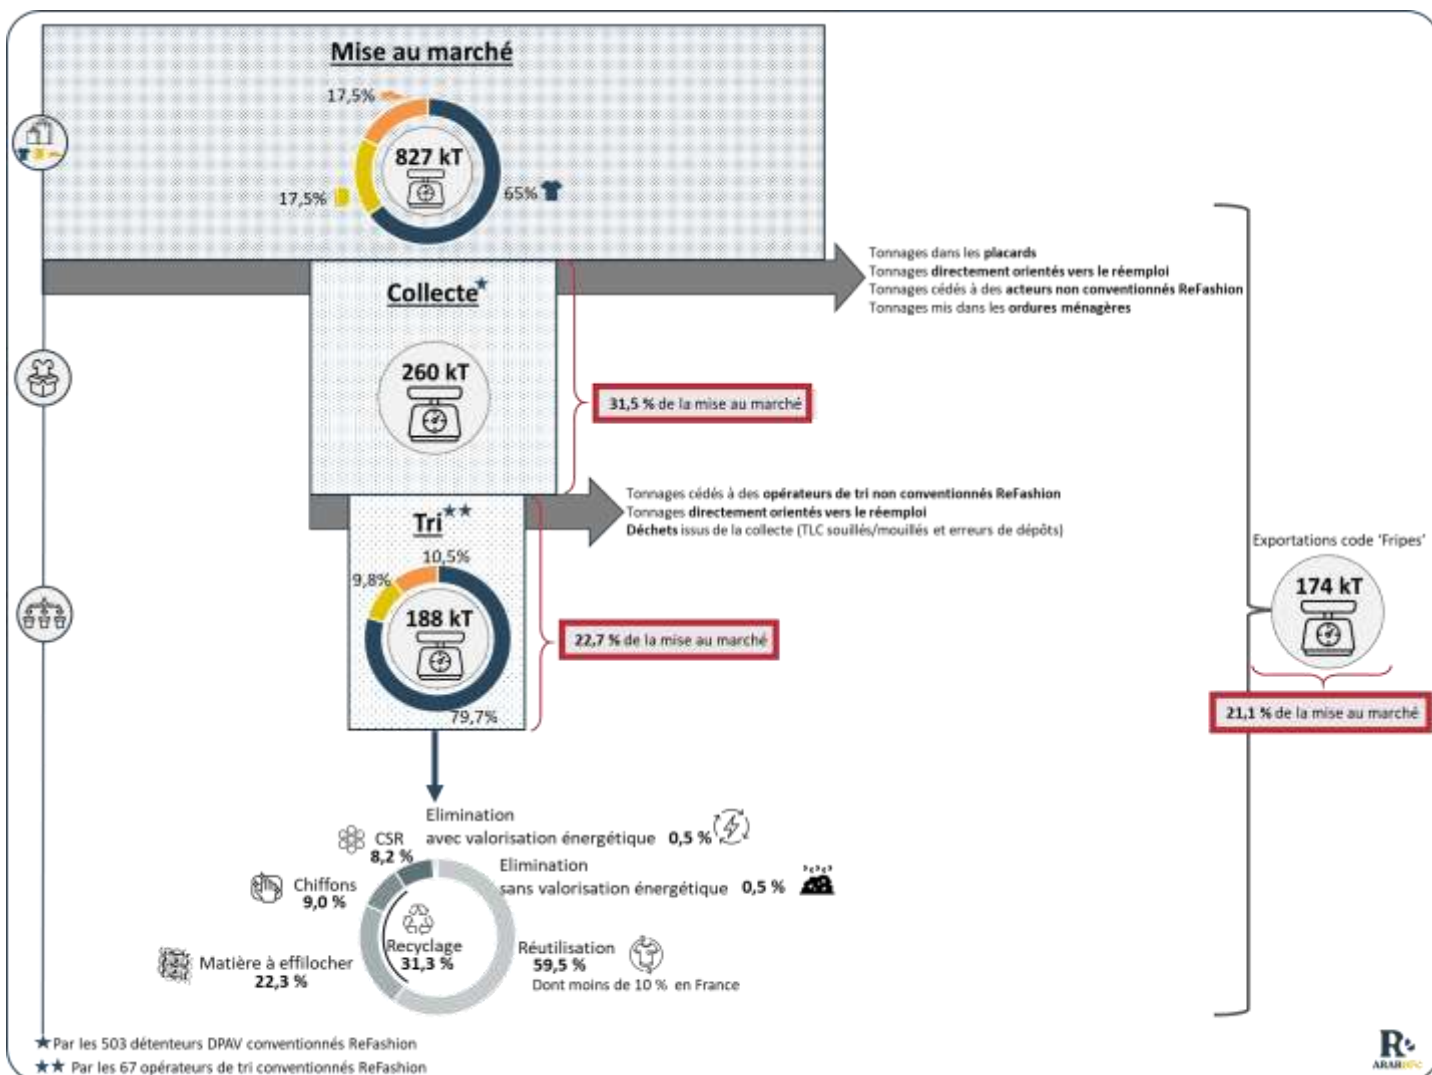 Mise au marché
17,5%
827 kT
17,5%
65%
Tonnages dans les placards
Tonnages directement orientés vers le réemploi
Tonnages cédés à des acteurs non conventionnés ReFashion
Tonnages mis dans les ordures ménagères
Collecte
260 kT
31,5 % de la mise au marché
Tonnages cédés à des opérateurs de tri non conventionnés ReFashion
Tonnages directement orientés vers le réemploi
Déchets issus de la collecte (TLC souillés/mouillés et erreurs de dépôts)
Tri
10,5%
9,8%
188 kT
79,7%
22,7 % de la mise au marché
Exportations code 'Fripes'
174 kT
21,1 % de la mise au marché
Elimination
avec valorisation énergétique 0,5 %
CSR
8,2 %
Elimination
sans valorisation énergétique 0,5 %
Chiffons
9,0 %
Recyclage
31,3 %
Matière à effilocher
22,3 %
Réutilisation
59,5 %
Dont moins de 10 % en France
Par les 503 détenteurs DPAV conventionnés ReFashion
Par les 67 opérateurs de tri conventionnés ReFashion
R